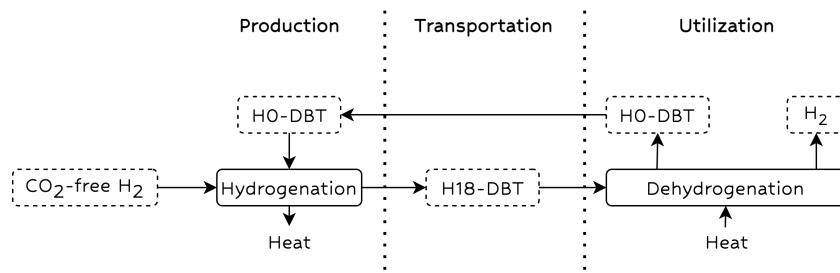 Production
Transportation
Utilization
H0-DBT
H0-DBT
H2
CO2-free H2
Hydrogenation
H18-DBT
Dehydrogenation
Heat
Heat